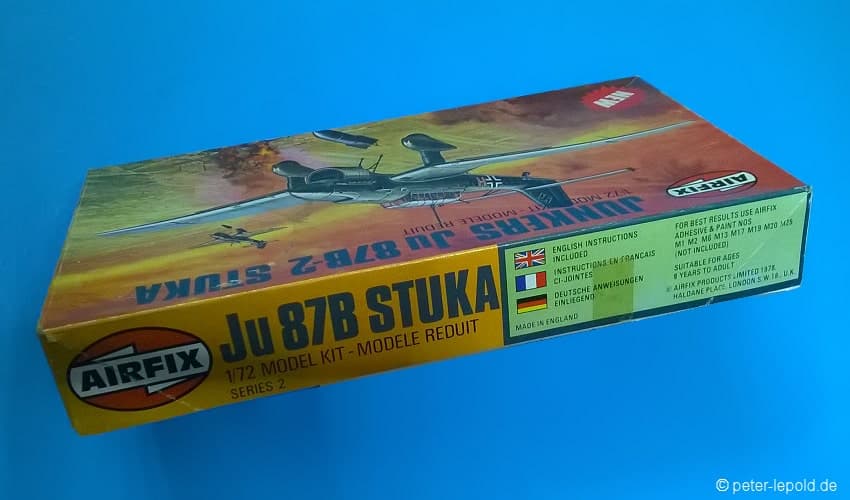 NEW
AIRFIX
JUNKERS Ju 87B-2 STUKA
1/72 MODEL KIT - MODELE REDUIT
AIRFIX
Ju 87B STUKA
1/72 MODEL KIT - MODELE REDUIT
SERIES 2
ENGLISH INSTRUCTIONS
INCLUDED
INSTRUCTIONS EN FRANCAIS
CI-JOINTES
DEUTSCHE ANWEISUNGEN
EINLIEGEND
MADE IN ENGLAND
FOR BEST RESULTS USE AIRFIX
ADHESIVE & PAINT NOS
M1 M2 M6 M13 M17 M19 M20 1425
(NOT INCLUDED)
SUITABLE FOR AGES
8 YEARS TO ADULT
© AIRFIX PRODUCTS LIMITED 1978.
HALDANE PLACE, LONDON S.W.18., U.K.
© peter-lepold.de